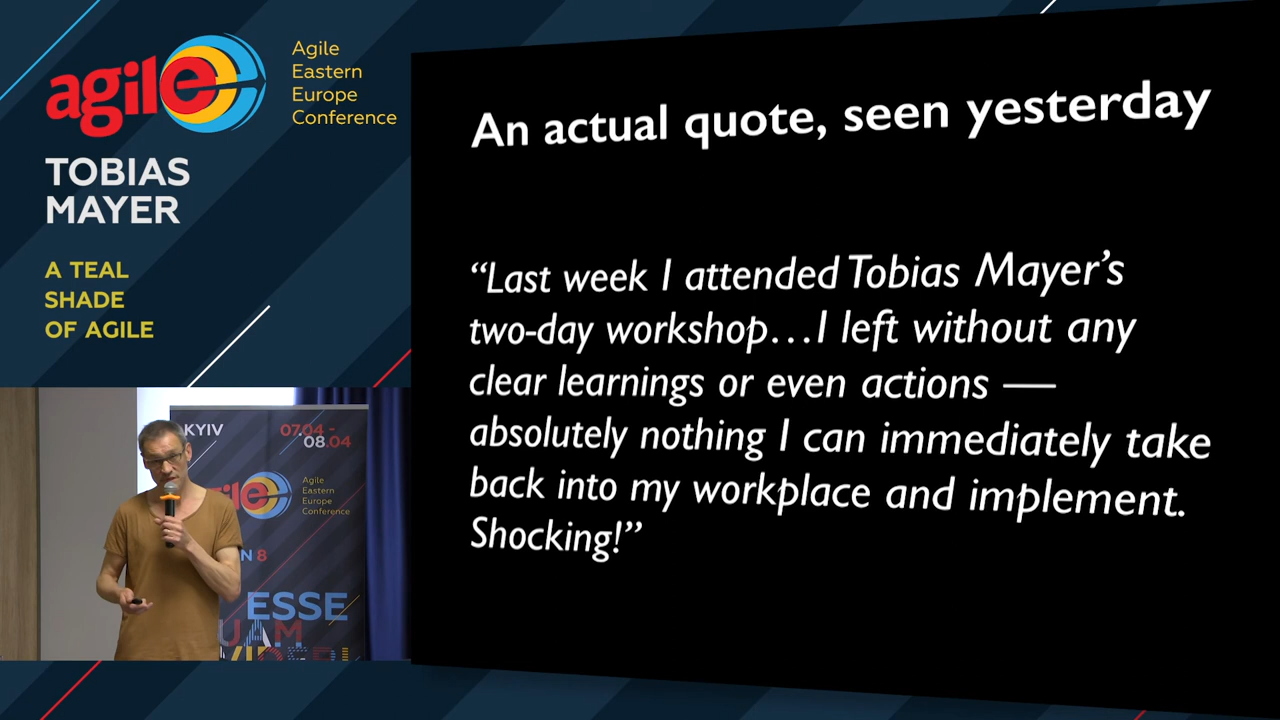 agile
Agile
Eastern
Europe
Conference
TOBIAS
MAYER
A TEAL
SHADE
OF AGILE
An actual quote, seen yesterday
“Last week I attended Tobias Mayer’s
two-day workshop…I left without any
clear learnings or even actions —
absolutely nothing I can immediately take
back into my workplace and implement.
Shocking!”
KYIV
07.04 -
08.04
Agile
Eastern
Europe
Conference
8
ESSE